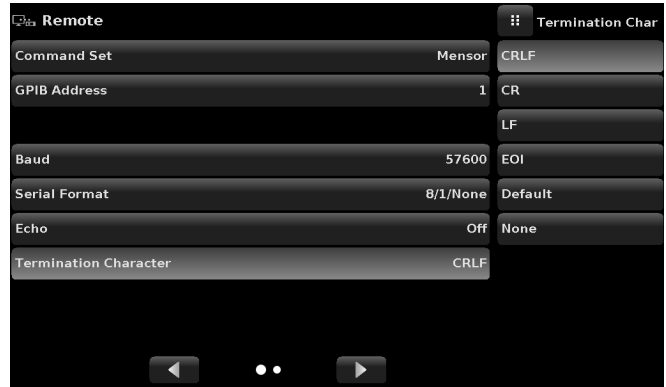 Remote
Command Set Mensor
GPIB Address 1
Baud 57600
Serial Format 8/1/None
Echo Off
Termination Character CRLF
Termination Char
CRLF
CR
LF
EOI
Default
None